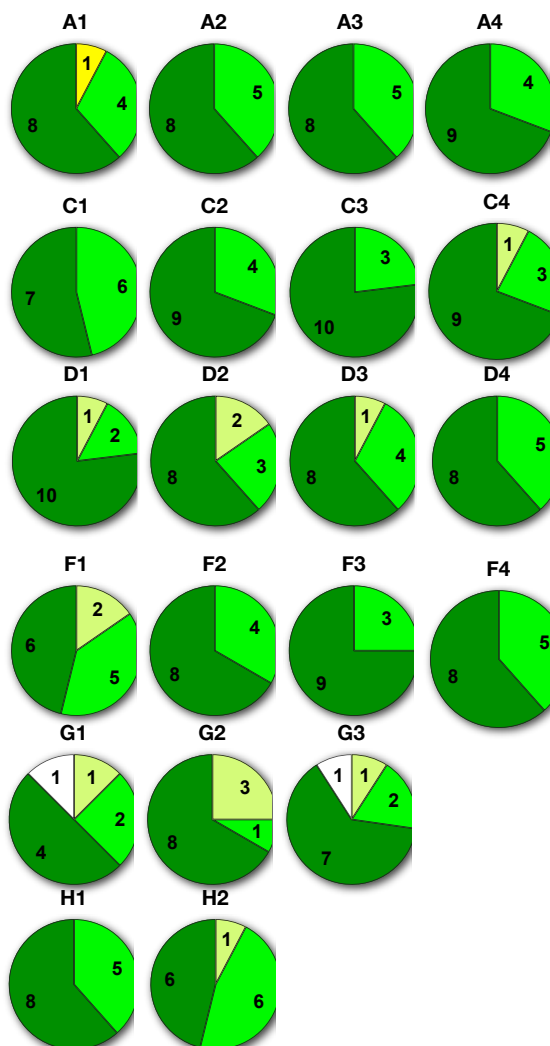 A1 A2 A3 A4
1 4 8 5 8 5 8 4 9
C1 C2 C3 C4
6 7 4 9 3 10 1 3 9
D1 D2 D3 D4
1 2 10 2 3 8 1 4 8 5 8
F1 F2 F3 F4
2 5 6 4 8 3 9 5 8
G1 G2 G3
1 1 2 4 3 1 8 1 1 2 7
H1 H2
5 8 1 6 6